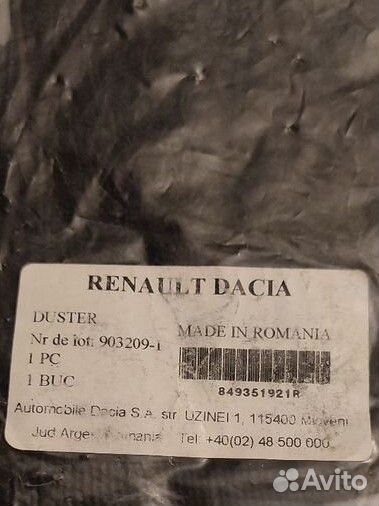 RENAULT DACIA
DUSTER
MADE IN ROMANIA
Nr de lot: 903209-1
1 PC
1 BUC
849351921R
Automobile Dacia S.A. str. UZINEI 1, 115400 Mioveni
Jud Arges, Romania Tel: +40(02) 48 500 000
Avito